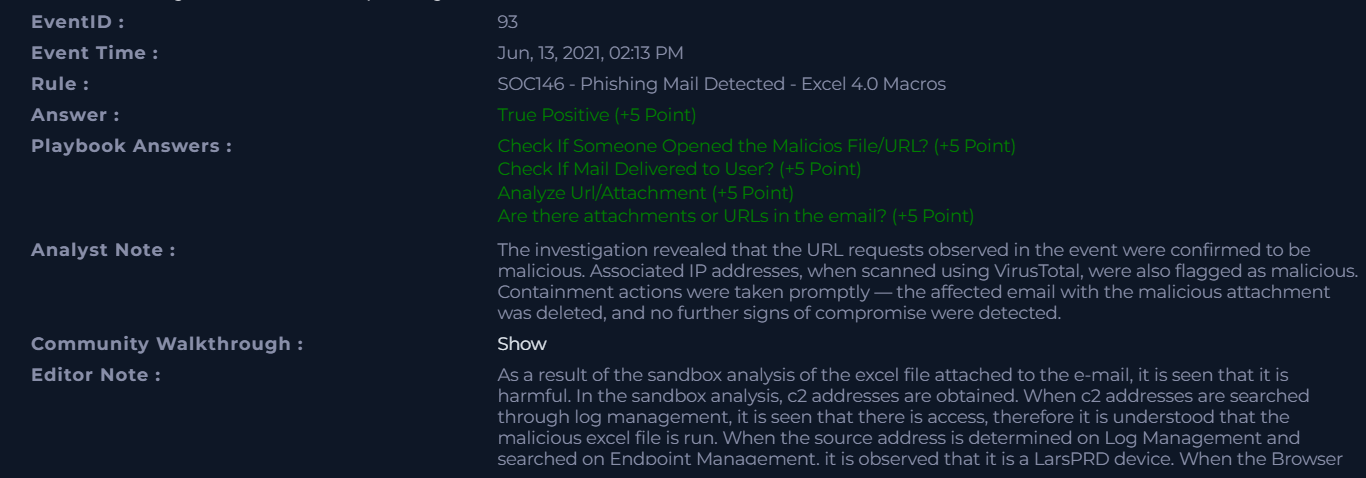 EventID : 93
Event Time : Jun, 13, 2021, 02:13 PM
Rule : SOC146 - Phishing Mail Detected - Excel 4.0 Macros
Answer : True Positive (+5 Point)
Playbook Answers : Check If Someone Opened the Malicios File/URL? (+5 Point)
Check If Mail Delivered to User? (+5 Point)
Analyze Url/Attachment (+5 Point)
Are there attachments or URLs in the email? (+5 Point)
Analyst Note : The investigation revealed that the URL requests observed in the event were confirmed to be
malicious. Associated IP addresses, when scanned using VirusTotal, were also flagged as malicious.
Containment actions were taken promptly — the affected email with the malicious attachment
was deleted, and no further signs of compromise were detected.
Community Walkthrough : Show
Editor Note : As a result of the sandbox analysis of the excel file attached to the e-mail, it is seen that it is
harmful. In the sandbox analysis, c2 addresses are obtained. When c2 addresses are searched
through log management, it is seen that there is access, therefore it is understood that the
malicious excel file is run. When the source address is determined on Log Management and
searched on Endpoint Management, it is observed that it is a LarsPRD device. When the Browser